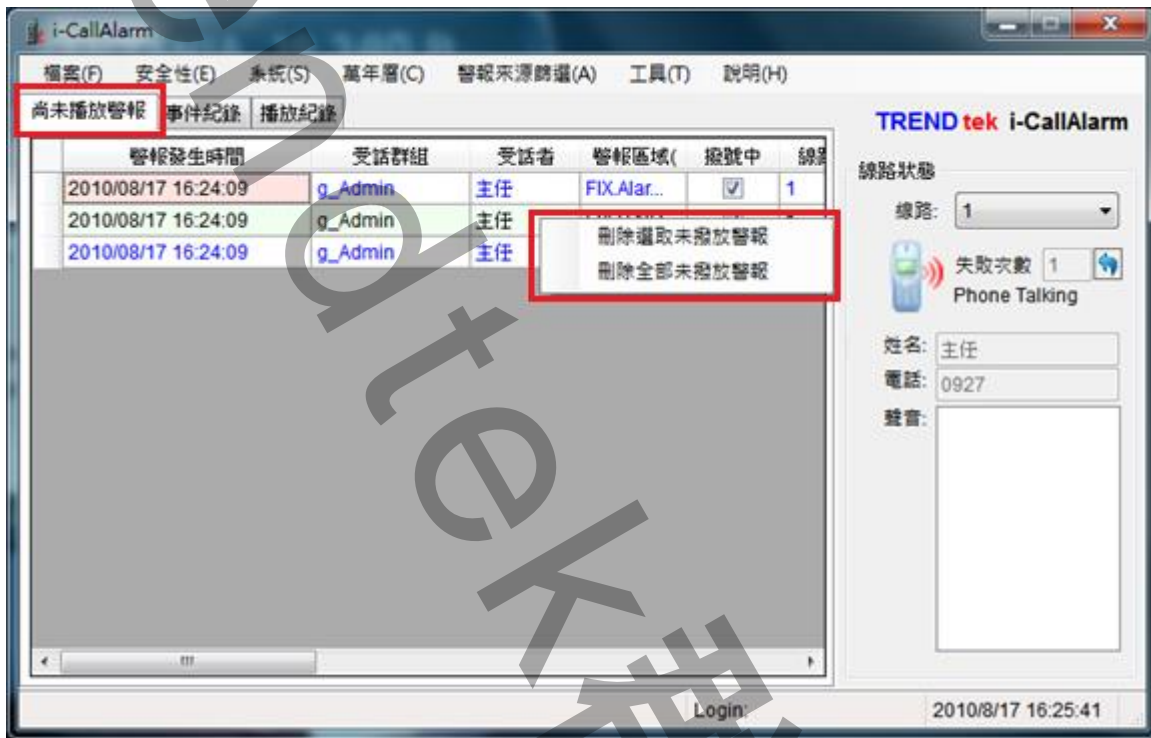 i-CallAlarm
檔案(F) 安全性(E) 系統(S) 萬年曆(C) 警報來源篩選(A) 工具(T) 說明(H)
尚未播放警報 事件紀錄 播放紀錄
TREND tek i-CallAlarm
警報發生時間 受話群組 受話者 警報區域( 撥號中
2010/08/17 16:24:09 g_Admin 主任 FIX.Alar... 1
2010/08/17 16:24:09 g_Admin 主任
2010/08/17 16:24:09 g_Admin 主任
刪除選取未撥放警報
刪除全部未撥放警報
線路狀態
線路: 1
失敗次數 1
Phone Talking
姓名: 主任
電話: 0927
聲音:
Login: 2010/8/17 16:25:41
ndtek